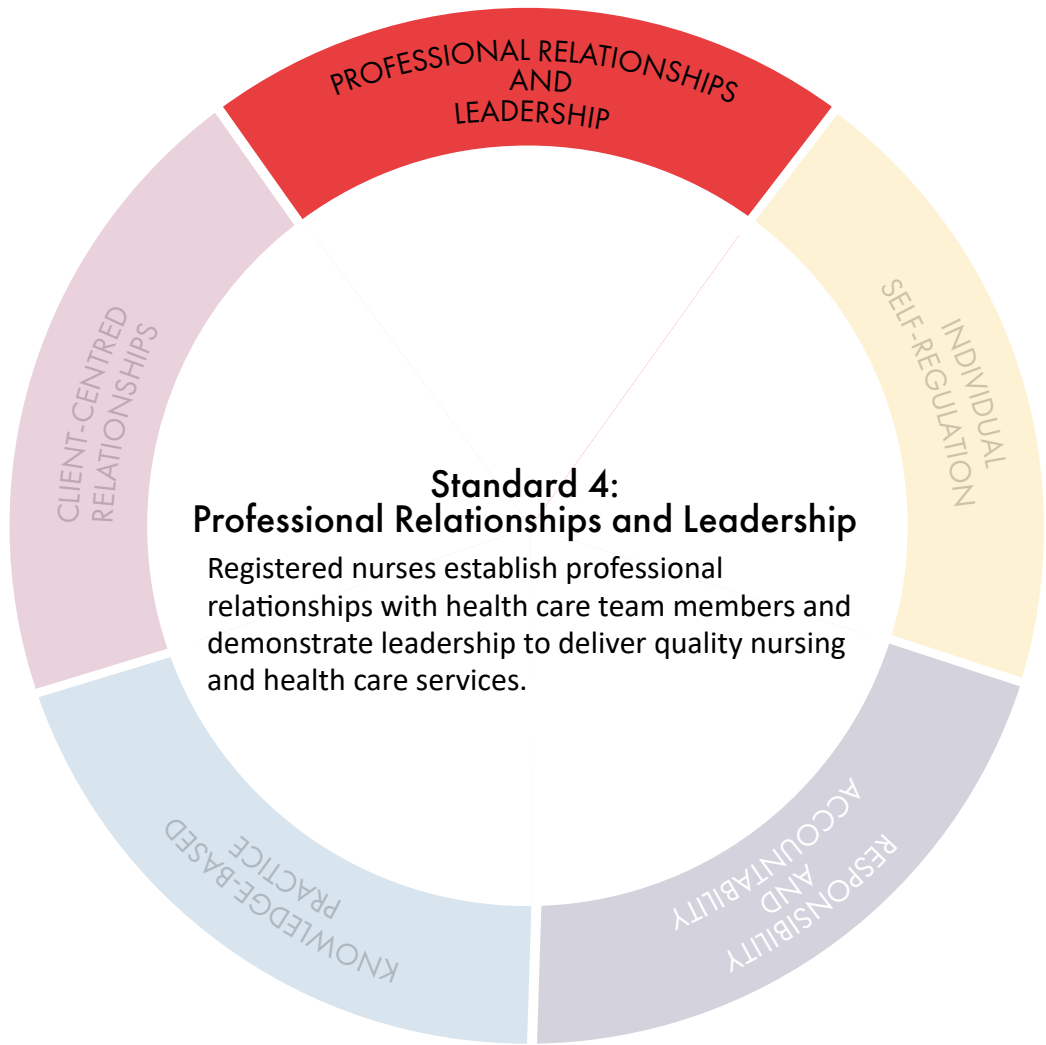 PROFESSIONAL RELATIONSHIPS
AND
LEADERSHIP
INDIVIDUAL
SELF-REGULATION
CLIENT-CENTRED
RELATIONSHIPS
Standard 4:
Professional Relationships and Leadership
Registered nurses establish professional
relationships with health care team members and
demonstrate leadership to deliver quality nursing
and health care services.
KNOWLEDGE-BASED
PRACTICE
RESPONSIBILITY
AND
ACCOUNTABILITY